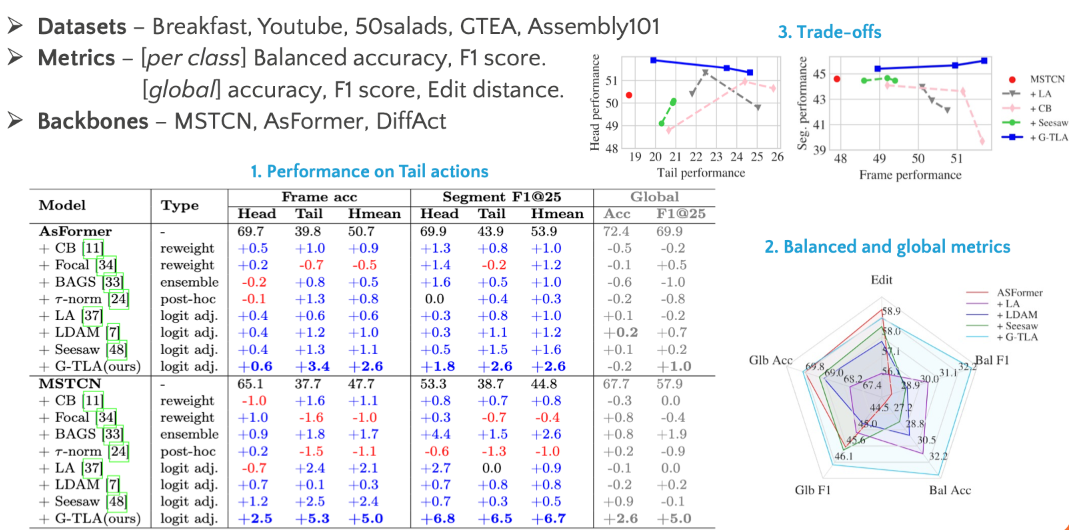 ➢ Datasets – Breakfast, Youtube, 50salads, GTEA, Assembly101
➢ Metrics – [per class] Balanced accuracy, F1 score.
[global] accuracy, F1 score, Edit distance.
➢ Backbones – MSTCN, AsFormer, DiffAct
1. Performance on Tail actions
Model Type Frame acc Segment F1@25 Global
Head Tail Hmean Head Tail Hmean Acc F1@25
AsFormer - 69.7 39.8 50.7 69.9 43.9 53.9 72.4 69.9
+ CB [11] reweight +0.5 +1.0 +0.9 +1.3 +0.8 +1.0 -0.5 -0.2
+ Focal [34] reweight +0.2 -0.7 -0.5 +1.4 -0.2 +1.2 -0.1 +0.5
+ BAGS [33] ensemble -0.2 +0.8 +0.5 +1.6 +0.5 +1.0 -0.6 -1.0
+ τ-norm [24] post-hoc -0.1 +1.3 +0.8 0.0 +0.4 +0.3 -0.2 -0.8
+ LA [37] logit adj. +0.4 +0.6 +0.6 +0.3 +0.8 +1.0 +0.1 -0.2
+ LDAM [7] logit adj. +0.4 +1.2 +1.0 +0.3 +1.1 +1.2 +0.2 +0.7
+ Seesaw [48] logit adj. +0.4 +1.3 +1.1 +0.5 +1.5 +1.6 +0.1 +0.2
+ G-TLA(ours) logit adj. +0.6 +3.4 +2.6 +1.8 +2.6 +2.6 -0.2 +1.0
MSTCN - 65.1 37.7 47.7 53.3 38.7 44.8 67.7 57.9
+ CB [11] reweight -1.0 +1.6 +1.1 +0.8 +0.7 +0.8 -0.3 0.0
+ Focal [34] reweight +1.0 -1.6 -1.0 +0.3 -0.7 -0.4 +0.8 -0.4
+ BAGS [33] ensemble +0.9 +1.8 +1.7 +4.4 +1.5 +2.6 +0.8 +1.9
+ τ-norm [24] post-hoc +0.2 -1.5 -1.1 -0.6 -1.3 -1.0 +0.2 -0.9
+ LA [37] logit adj. -0.7 +2.4 +2.1 +2.7 0.0 +0.9 -0.1 0.0
+ LDAM [7] logit adj. +0.7 +0.1 +0.3 +0.7 +0.8 +0.8 -0.2 +0.2
+ Seesaw [48] logit adj. +1.2 +2.5 +2.4 +0.7 +0.3 +0.5 +0.9 -0.1
+ G-TLA(ours) logit adj. +2.5 +5.3 +5.0 +6.8 +6.5 +6.7 +2.6 +5.0
3. Trade-offs
Head performance
51
50
49
48
19 20 21 22 23 24 25 26
Tail performance
Seg. performance
45
43
41
39
48 49 50 51
Frame performance
MSTCN
+ LA
+ CB
+ Seesaw
+ G-TLA
2. Balanced and global metrics
Edit
ASFormer
+ LA
+ LDAM
+ Seesaw
+ G-TLA
58.9
58.0
57.1
56.1
Glb Acc
69.8 69.0 68.2 67.4
Bal F1
28.9 30.0 31.1 32.2
44.5 45.0 45.6 46.1
27.2 28.8 30.5 32.2
Glb F1
Bal Acc